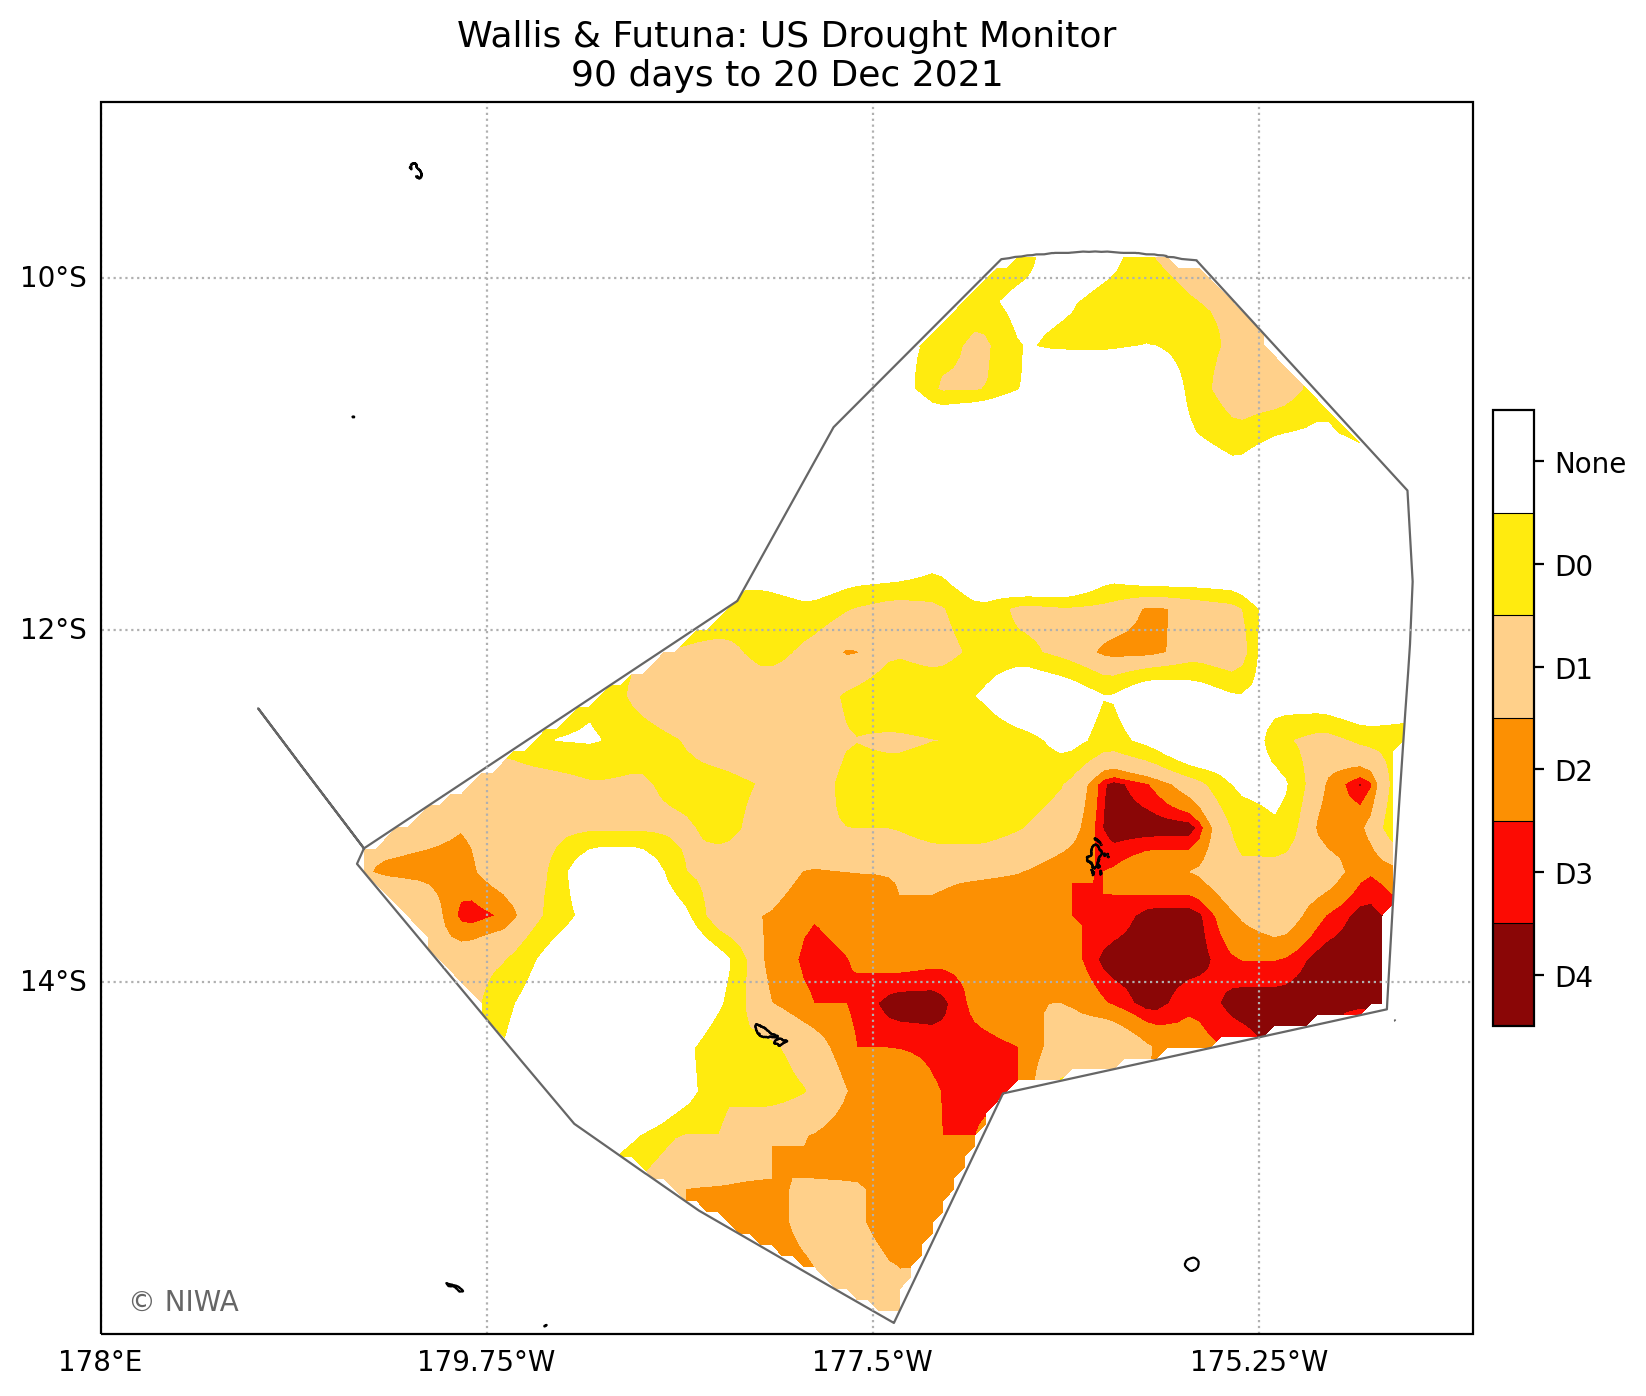 Wallis & Futuna: US Drought Monitor
90 days to 20 Dec 2021
10°S
12°S
14°S
178°E
179.75°W
177.5°W
175.25°W
None
D0
D1
D2
D3
D4
© NIWA